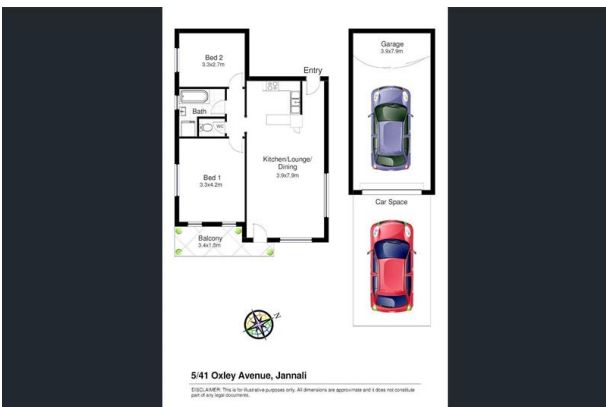 Bed 2
3.3x2.7m
Entry
Garage
3.9x7.9m
Bath
WC
Kitchen/Lounge/
Dining
3.9x7.9m
Bed 1
3.3x4.2m
Car Space
Balcony
3.4x1.5m
N
5/41 Oxley Avenue, Jannali
DISCLAIMER: This is for illustrative purposes only. All dimensions are approximate and it does not constitute
part of any legal documents.